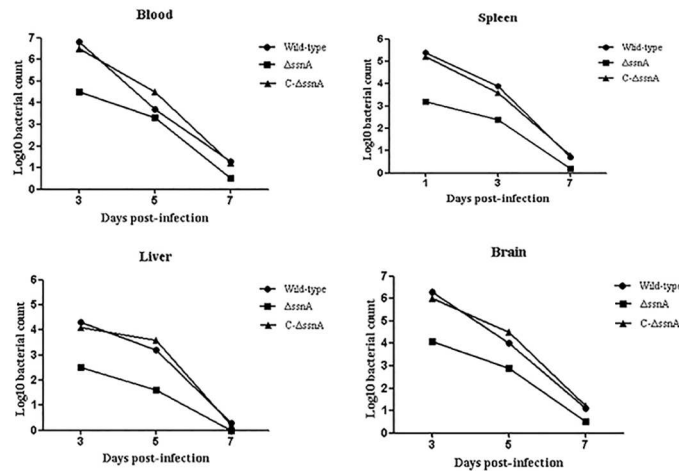 Blood
Log10 bacterial count
7
6
5
4
3
2
1
0
3 5 7
Days post-infection
Wild-type
ΔssnA
C-ΔssnA
Spleen
Log10 bacterial count
6
5
4
3
2
1
0
1 3 7
Days post-infection
Wild-type
ΔssnA
C-ΔssnA
Liver
Log10 bacterial count
6
5
4
3
2
1
0
3 5 7
Days post-infection
Wild-type
ΔssnA
C-ΔssnA
Brain
Log10 bacterial count
7
6
5
4
3
2
1
0
3 5 7
Days post-infection
Wild-type
ΔssnA
C-ΔssnA